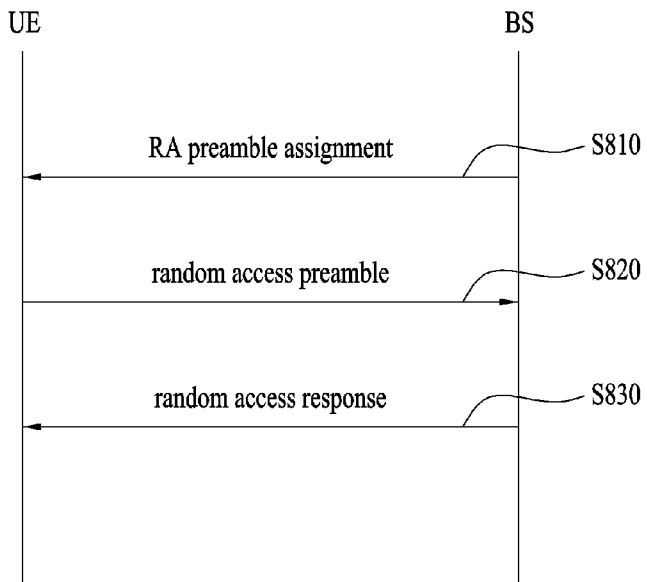 UE
BS
RA preamble assignment
S810
random access preamble
S820
random access response
S830